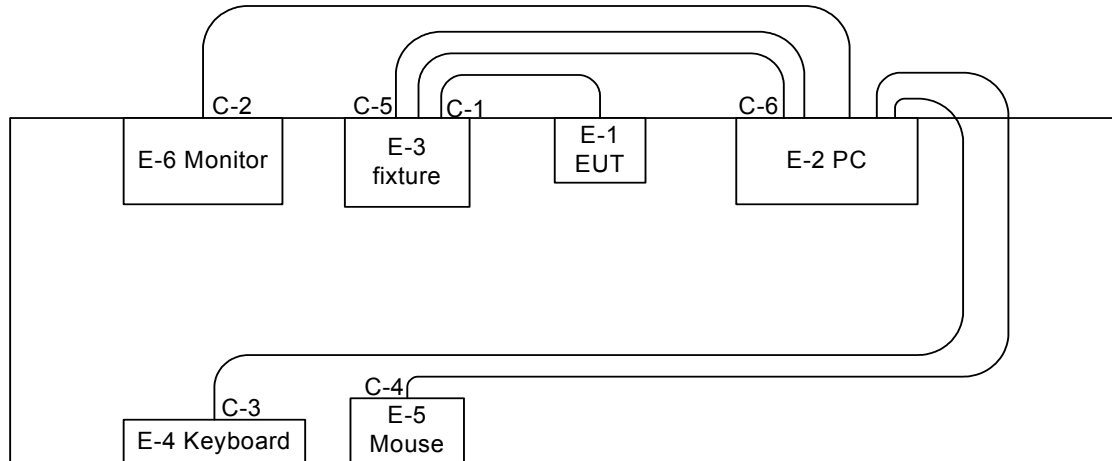 C-2
C-5
C-1
C-6
E-6 Monitor
E-3
fixture
E-1
EUT
E-2 PC
C-3
C-4
E-4 Keyboard
E-5
Mouse